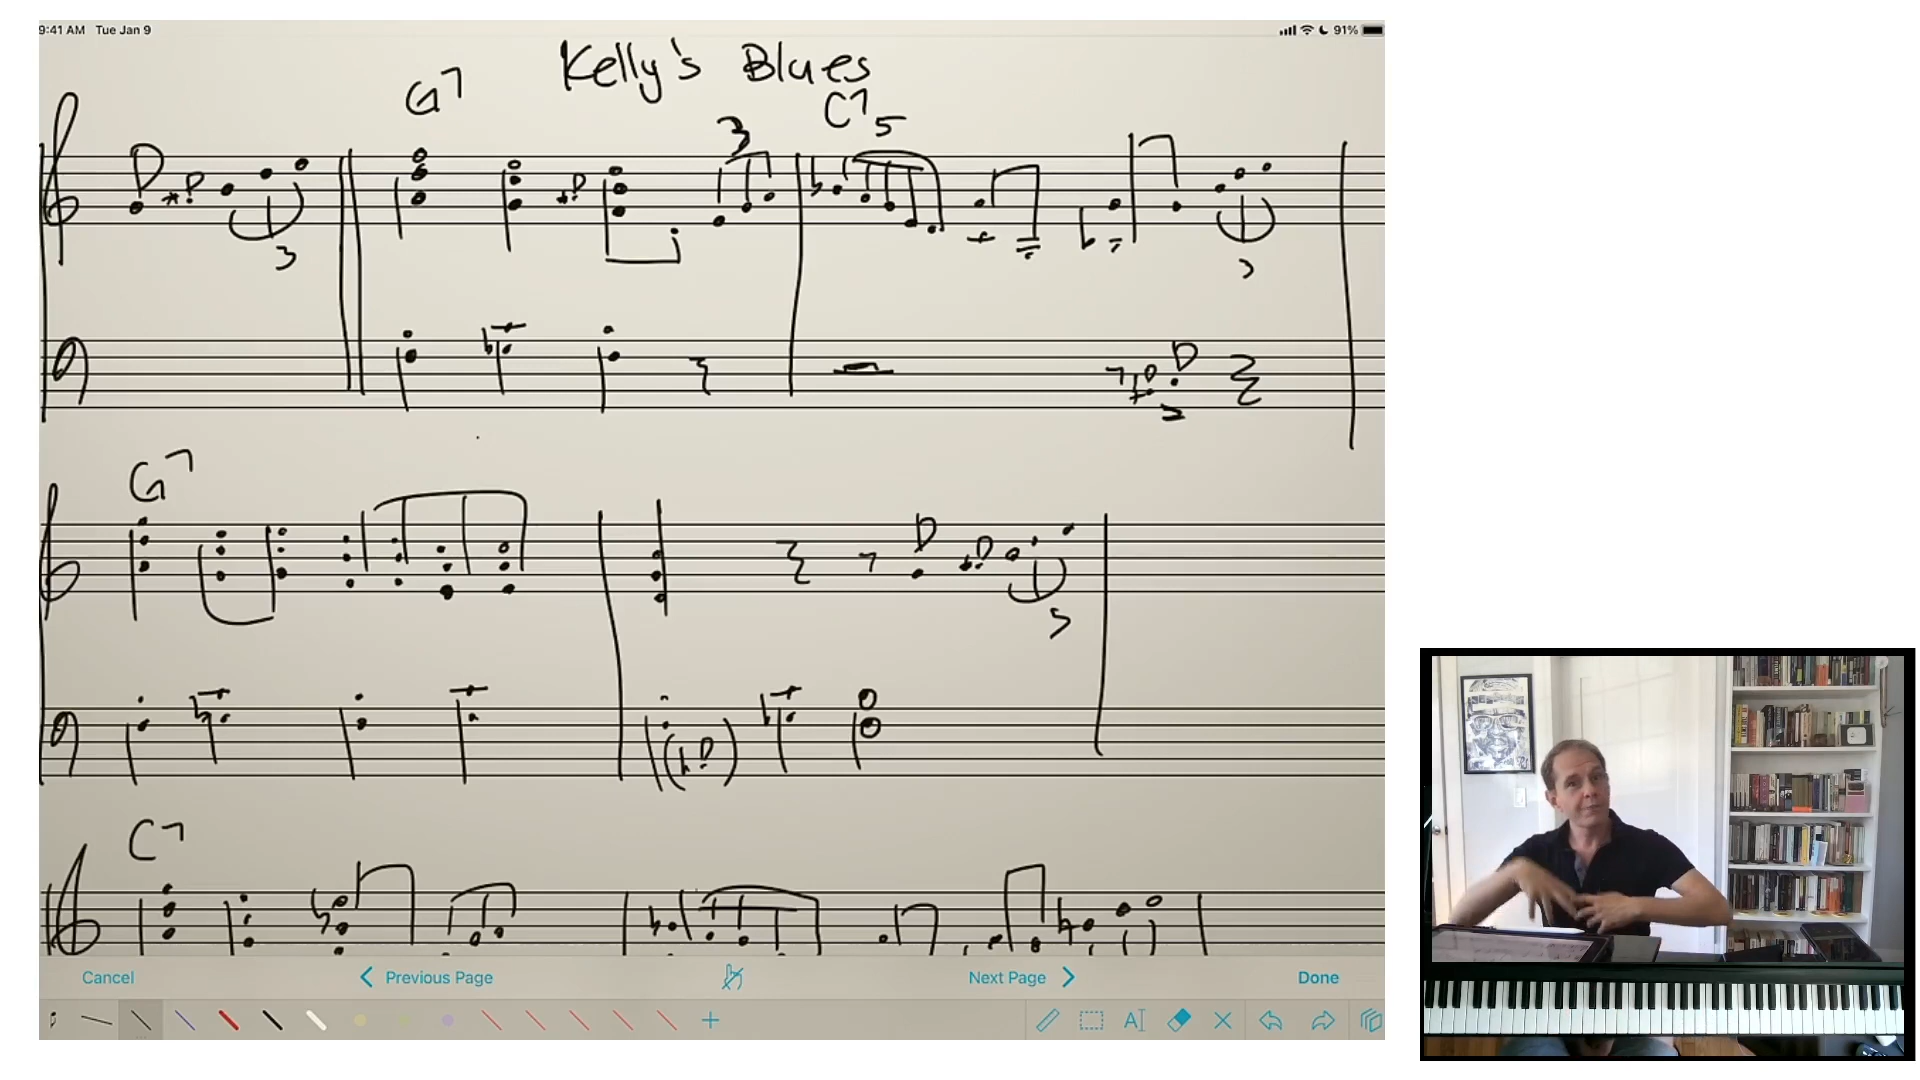 9:41 AM Tue Jan 9 91%
Kelly's Blues
G7 C7
3 5
3 3
G7
5
C7
Cancel Previous Page Next Page Done
A